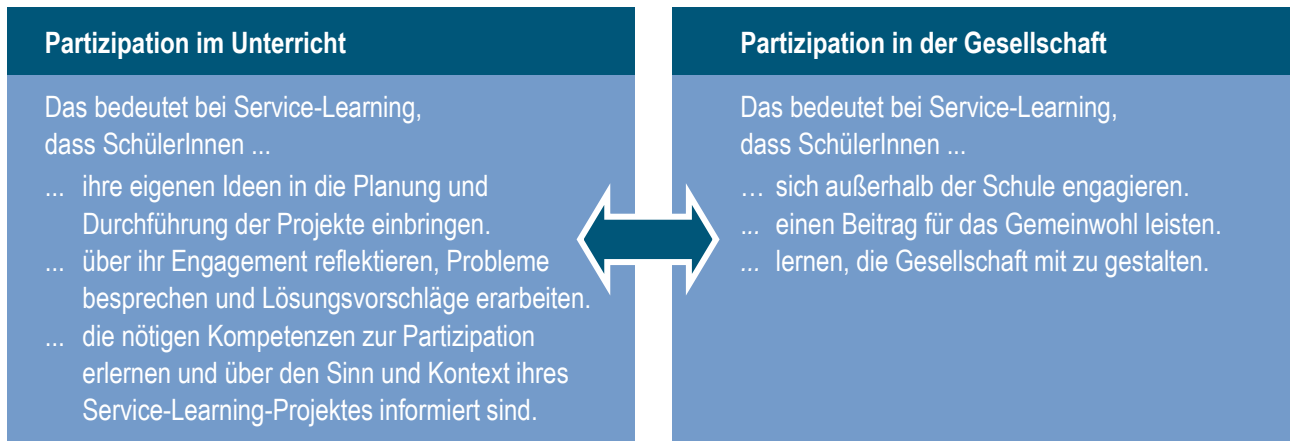 Partizipation im Unterricht
Das bedeutet bei Service-Learning,
dass SchülerInnen ...
... ihre eigenen Ideen in die Planung und
Durchführung der Projekte einbringen.
... über ihr Engagement reflektieren, Probleme
besprechen und Lösungsvorschläge erarbeiten.
... die nötigen Kompetenzen zur Partizipation
erlernen und über den Sinn und Kontext ihres
Service-Learning-Projektes informiert sind.
Partizipation in der Gesellschaft
Das bedeutet bei Service-Learning,
dass SchülerInnen ...
… sich außerhalb der Schule engagieren.
... einen Beitrag für das Gemeinwohl leisten.
... lernen, die Gesellschaft mit zu gestalten.